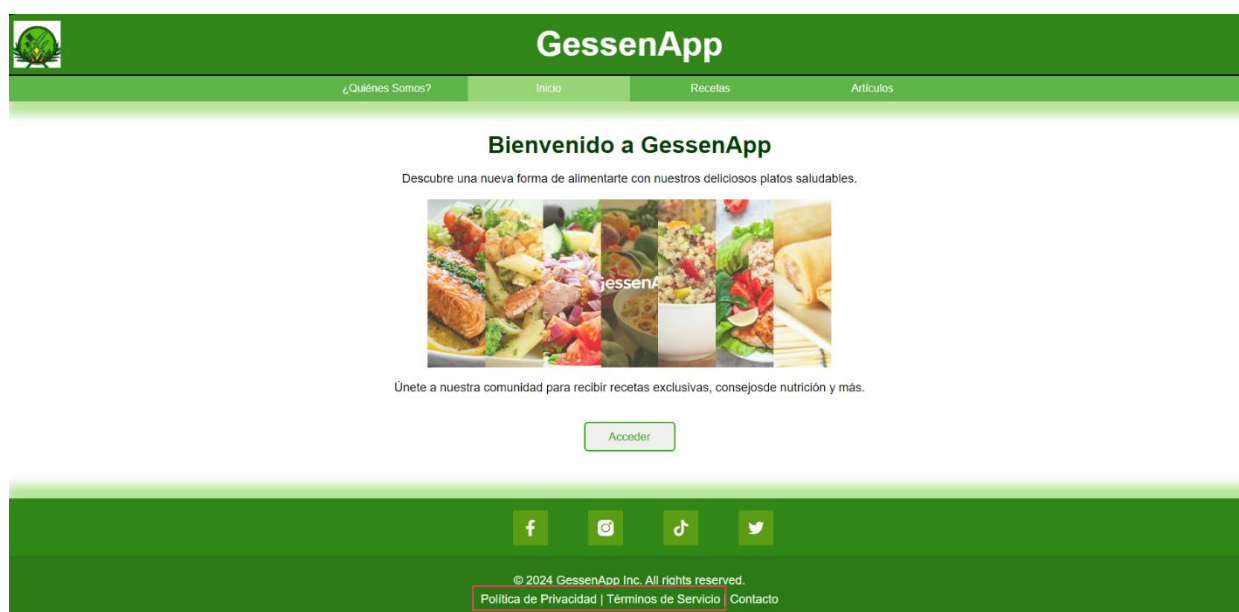 GessenApp
¿Quiénes Somos? Inicio Recetas Artículos
Bienvenido a GessenApp
Descubre una nueva forma de alimentarte con nuestros deliciosos platos saludables.
Únete a nuestra comunidad para recibir recetas exclusivas, consejosde nutrición y más.
Acceder
© 2024 GessenApp Inc. All rights reserved.
Política de Privacidad | Términos de Servicio | Contacto